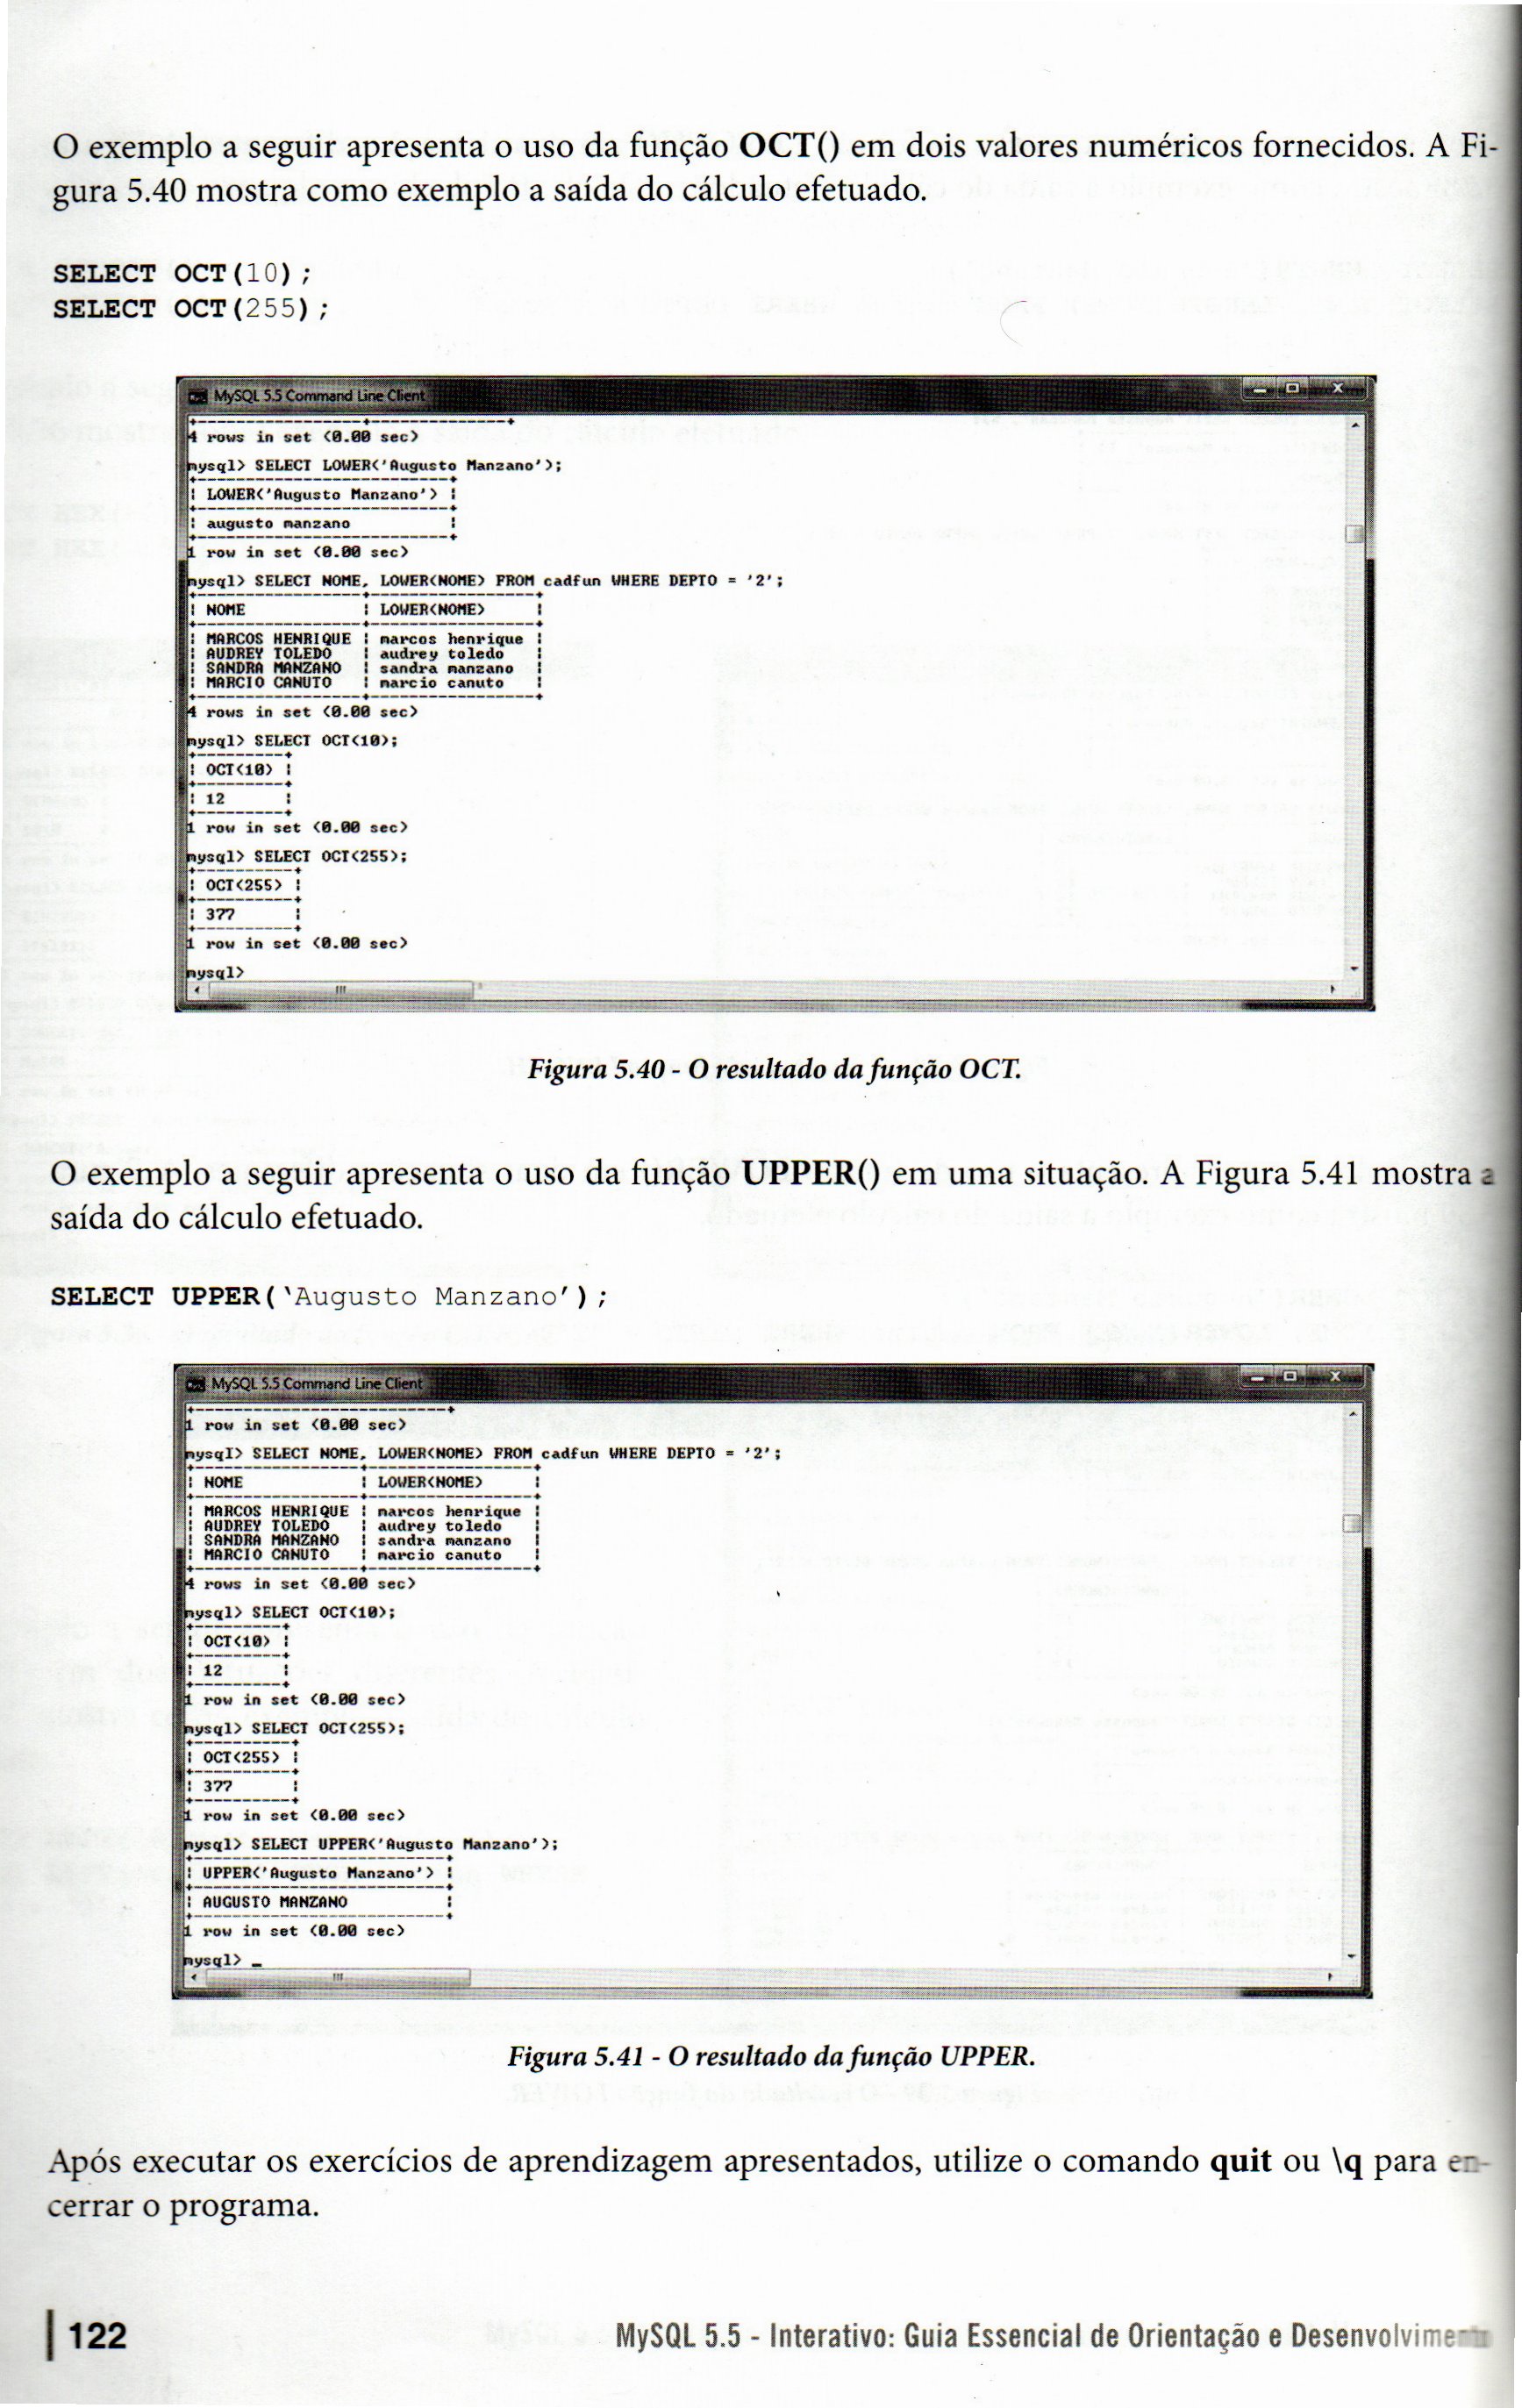 O exemplo a seguir apresenta o uso da função OCT() em dois valores numéricos fornecidos. A Fi-
gura 5.40 mostra como exemplo a saída do cálculo efetuado.
SELECT OCT(10);
SELECT OCT(255);
MySQL 5.5 Command Line Client
+------------------+-----------------+
4 rows in set (0.00 sec)
mysql> SELECT LOWER('Augusto Manzano');
+--------------------------+
| LOWER('Augusto Manzano') |
+--------------------------+
| augusto manzano          |
+--------------------------+
1 row in set (0.00 sec)
mysql> SELECT NOME, LOWER(NOME) FROM cadfun WHERE DEPTO = '2';
+-----------------+-----------------+
| NOME            | LOWER(NOME)     |
+-----------------+-----------------+
| MARCOS HENRIQUE | marcos henrique |
| AUDREY TOLEDO   | audrey toledo   |
| SANDRA MANZANO  | sandra manzano  |
| MARCIO CANUTO   | marcio canuto   |
+-----------------+-----------------+
4 rows in set (0.00 sec)
mysql> SELECT OCT(10);
+---------+
| OCT(10) |
+---------+
| 12      |
+---------+
1 row in set (0.00 sec)
mysql> SELECT OCT(255);
+----------+
| OCT(255) |
+----------+
| 377      |
+----------+
1 row in set (0.00 sec)
mysql>
Figura 5.40 - O resultado da função OCT.
O exemplo a seguir apresenta o uso da função UPPER() em uma situação. A Figura 5.41 mostra a
saída do cálculo efetuado.
SELECT UPPER(‘Augusto Manzano’);
MySQL 5.5 Command Line Client
+--------------------------+
1 row in set (0.00 sec)
mysql> SELECT NOME, LOWER(NOME) FROM cadfun WHERE DEPTO = '2';
+-----------------+-----------------+
| NOME            | LOWER(NOME)     |
+-----------------+-----------------+
| MARCOS HENRIQUE | marcos henrique |
| AUDREY TOLEDO   | audrey toledo   |
| SANDRA MANZANO  | sandra manzano  |
| MARCIO CANUTO   | marcio canuto   |
+-----------------+-----------------+
4 rows in set (0.00 sec)
mysql> SELECT OCT(10);
+---------+
| OCT(10) |
+---------+
| 12      |
+---------+
1 row in set (0.00 sec)
mysql> SELECT OCT(255);
+----------+
| OCT(255) |
+----------+
| 377      |
+----------+
1 row in set (0.00 sec)
mysql> SELECT UPPER('Augusto Manzano');
+--------------------------+
| UPPER('Augusto Manzano') |
+--------------------------+
| AUGUSTO MANZANO          |
+--------------------------+
1 row in set (0.00 sec)
mysql> _
Figura 5.41 - O resultado da função UPPER.
Após executar os exercícios de aprendizagem apresentados, utilize o comando quit ou \q para en-
cerrar o programa.
122
MySQL 5.5 - Interativo: Guia Essencial de Orientação e Desenvolvimento